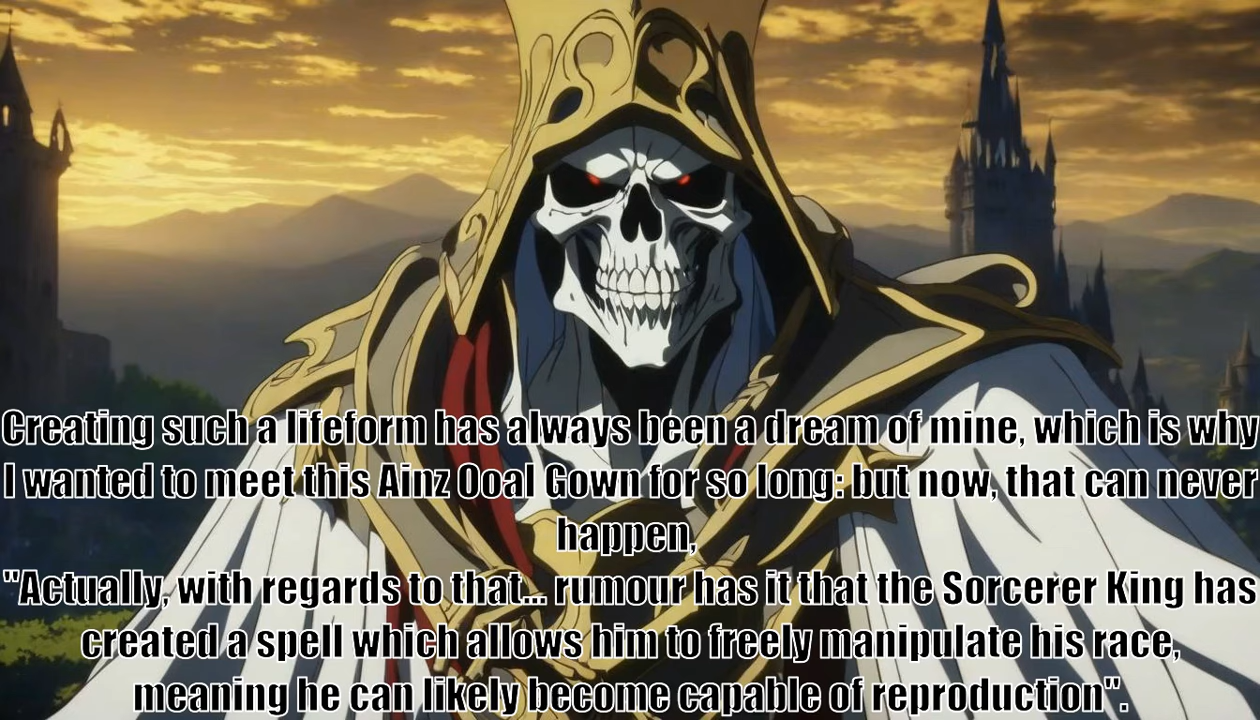 Creating such a lifeform has always been a dream of mine, which is why
I wanted to meet this Ainz Ooal Gown for so long: but now, that can never
happen,
"Actually, with regards to that... rumour has it that the Sorcerer King has
created a spell which allows him to freely manipulate his race,
meaning he can likely become capable of reproduction".